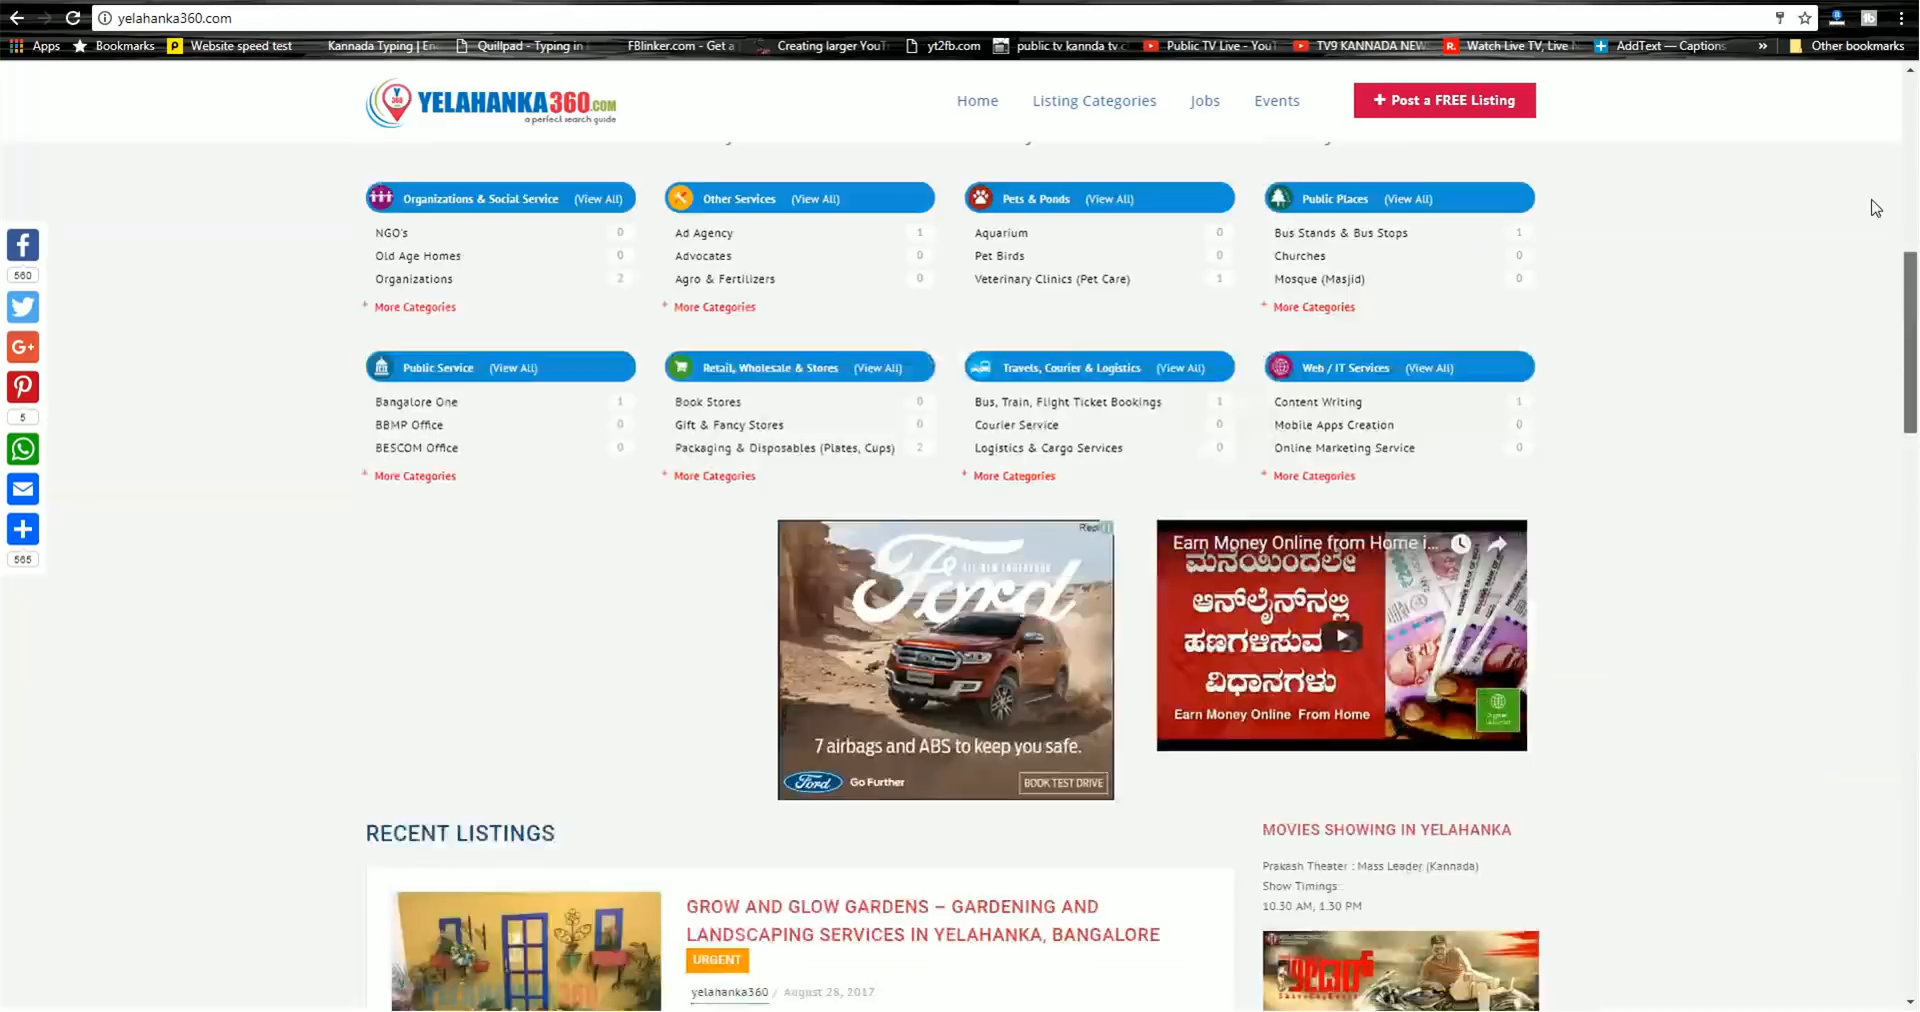 yelahanka360.com
Apps Bookmarks Website speed test Kannada Typing | En Quillpad - Typing in FBlinker.com - Get a Creating larger YouT yt2fb.com public tv kannda tv.c Public TV Live - YouT TV9 KANNADA NEW Watch Live TV, Live AddText — Captions » Other bookmarks
YELAHANKA360.COM
a perfect search guide
Home Listing Categories Jobs Events + Post a FREE Listing
Organizations & Social Service (View All)
NGO's 0
Old Age Homes 0
Organizations 2
+ More Categories
Other Services (View All)
Ad Agency 1
Advocates 0
Agro & Fertilizers 0
+ More Categories
Pets & Ponds (View All)
Aquarium 0
Pet Birds 0
Veterinary Clinics (Pet Care) 1
Public Places (View All)
Bus Stands & Bus Stops 1
Churches 0
Mosque (Masjid) 0
+ More Categories
Public Service (View All)
Bangalore One 1
BBMP Office 0
BESCOM Office 0
+ More Categories
Retail, Wholesale & Stores (View All)
Book Stores 0
Gift & Fancy Stores 0
Packaging & Disposables (Plates, Cups) 2
+ More Categories
Travels, Courier & Logistics (View All)
Bus, Train, Flight Ticket Bookings 1
Courier Service 0
Logistics & Cargo Services 0
+ More Categories
Web / IT Services (View All)
Content Writing 1
Mobile Apps Creation 0
Online Marketing Service 0
+ More Categories
560
5
565
Ford
7 airbags and ABS to keep you safe.
Ford Go Further BOOK TEST DRIVE
Earn Money Online from Home i...
ಮನೆಯಿಂದಲೇ
ಆನ್‌ಲೈನ್‌ನಲ್ಲಿ
ಹಣಗಳಿಸುವ
ವಿಧಾನಗಳು
Earn Money Online From Home
RECENT LISTINGS
GROW AND GLOW GARDENS – GARDENING AND
LANDSCAPING SERVICES IN YELAHANKA, BANGALORE
URGENT
yelahanka360 / August 28, 2017
MOVIES SHOWING IN YELAHANKA
Prakash Theater : Mass Leader (Kannada)
Show Timings:
10.30 AM, 1.30 PM
ಲೀಡರ್